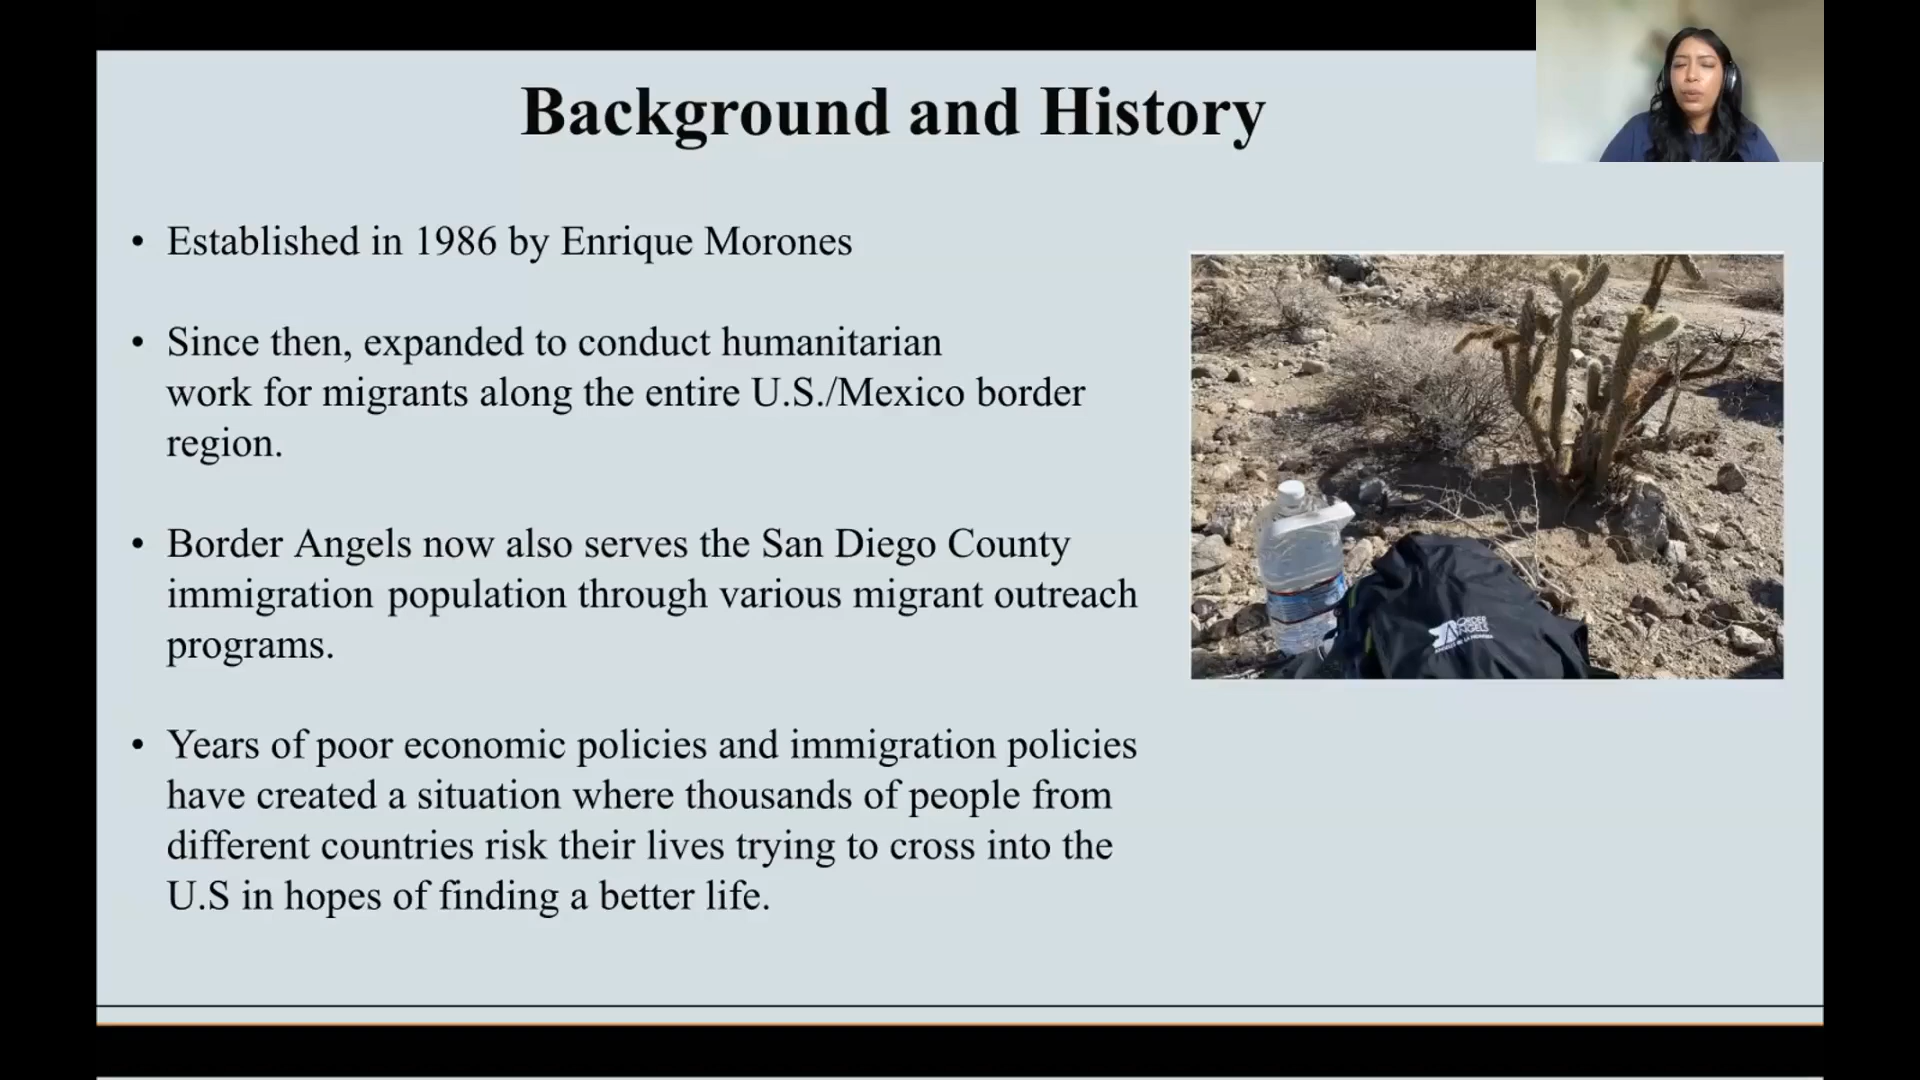 Background and History
• Established in 1986 by Enrique Morones
• Since then, expanded to conduct humanitarian
work for migrants along the entire U.S./Mexico border
region.
• Border Angels now also serves the San Diego County
immigration population through various migrant outreach
programs.
• Years of poor economic policies and immigration policies
have created a situation where thousands of people from
different countries risk their lives trying to cross into the
U.S in hopes of finding a better life.
BORDER
ANGELS